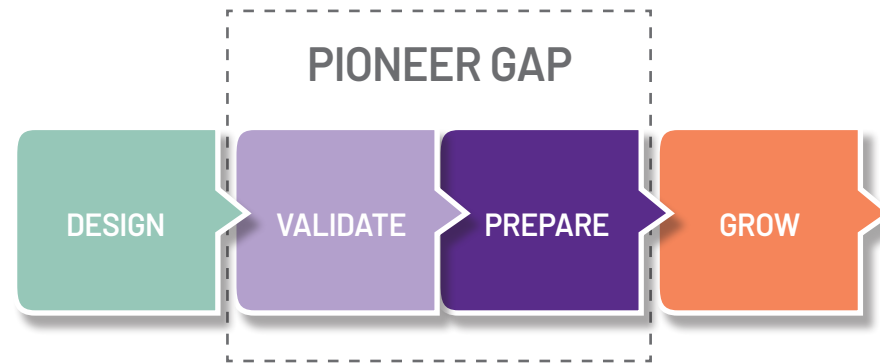 PIONEER GAP
DESIGN
VALIDATE
PREPARE
GROW